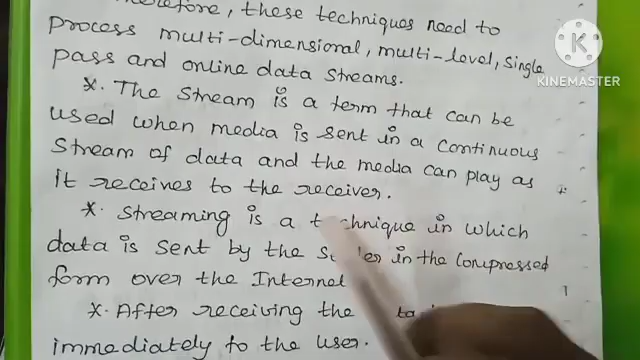 Therefore, these techniques need to
process multi-dimensional, multi-level, single
pass and online data streams.
*. The stream is a term that can be
used when media is sent in a continuous
stream of data and the media can play as
it receives to the receiver.
*. Streaming is a technique in which
data is sent by the in the compressed
form over the Internet
*. After receiving the
immediately to the user.
KINEMASTER